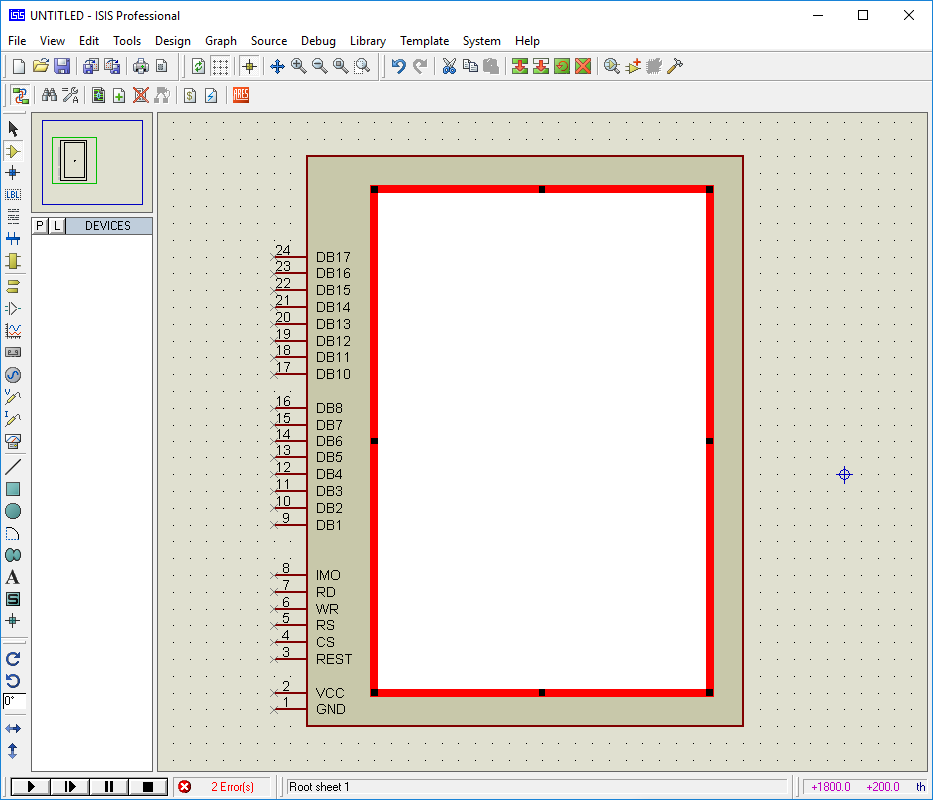 UNTITLED - ISIS Professional
File View Edit Tools Design Graph Source Debug Library Template System Help
ARES
LBL
P L DEVICES
24 DB17
23 DB16
22 DB15
21 DB14
20 DB13
19 DB12
18 DB11
17 DB10
16 DB8
15 DB7
14 DB6
13 DB5
12 DB4
11 DB3
10 DB2
9 DB1
8 IMO
7 RD
6 WR
5 RS
4 CS
3 REST
2 VCC
1 GND
V
I
A
S
0°
2 Error(s)
Root sheet 1
+1800.0 +200.0 th